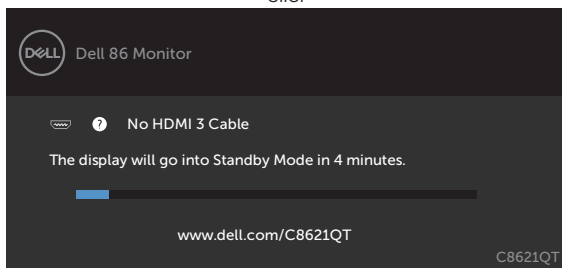 DELL
Dell 86 Monitor
? No HDMI 3 Cable
The display will go into Standby Mode in 4 minutes.
www.dell.com/C8621QT
C8621QT